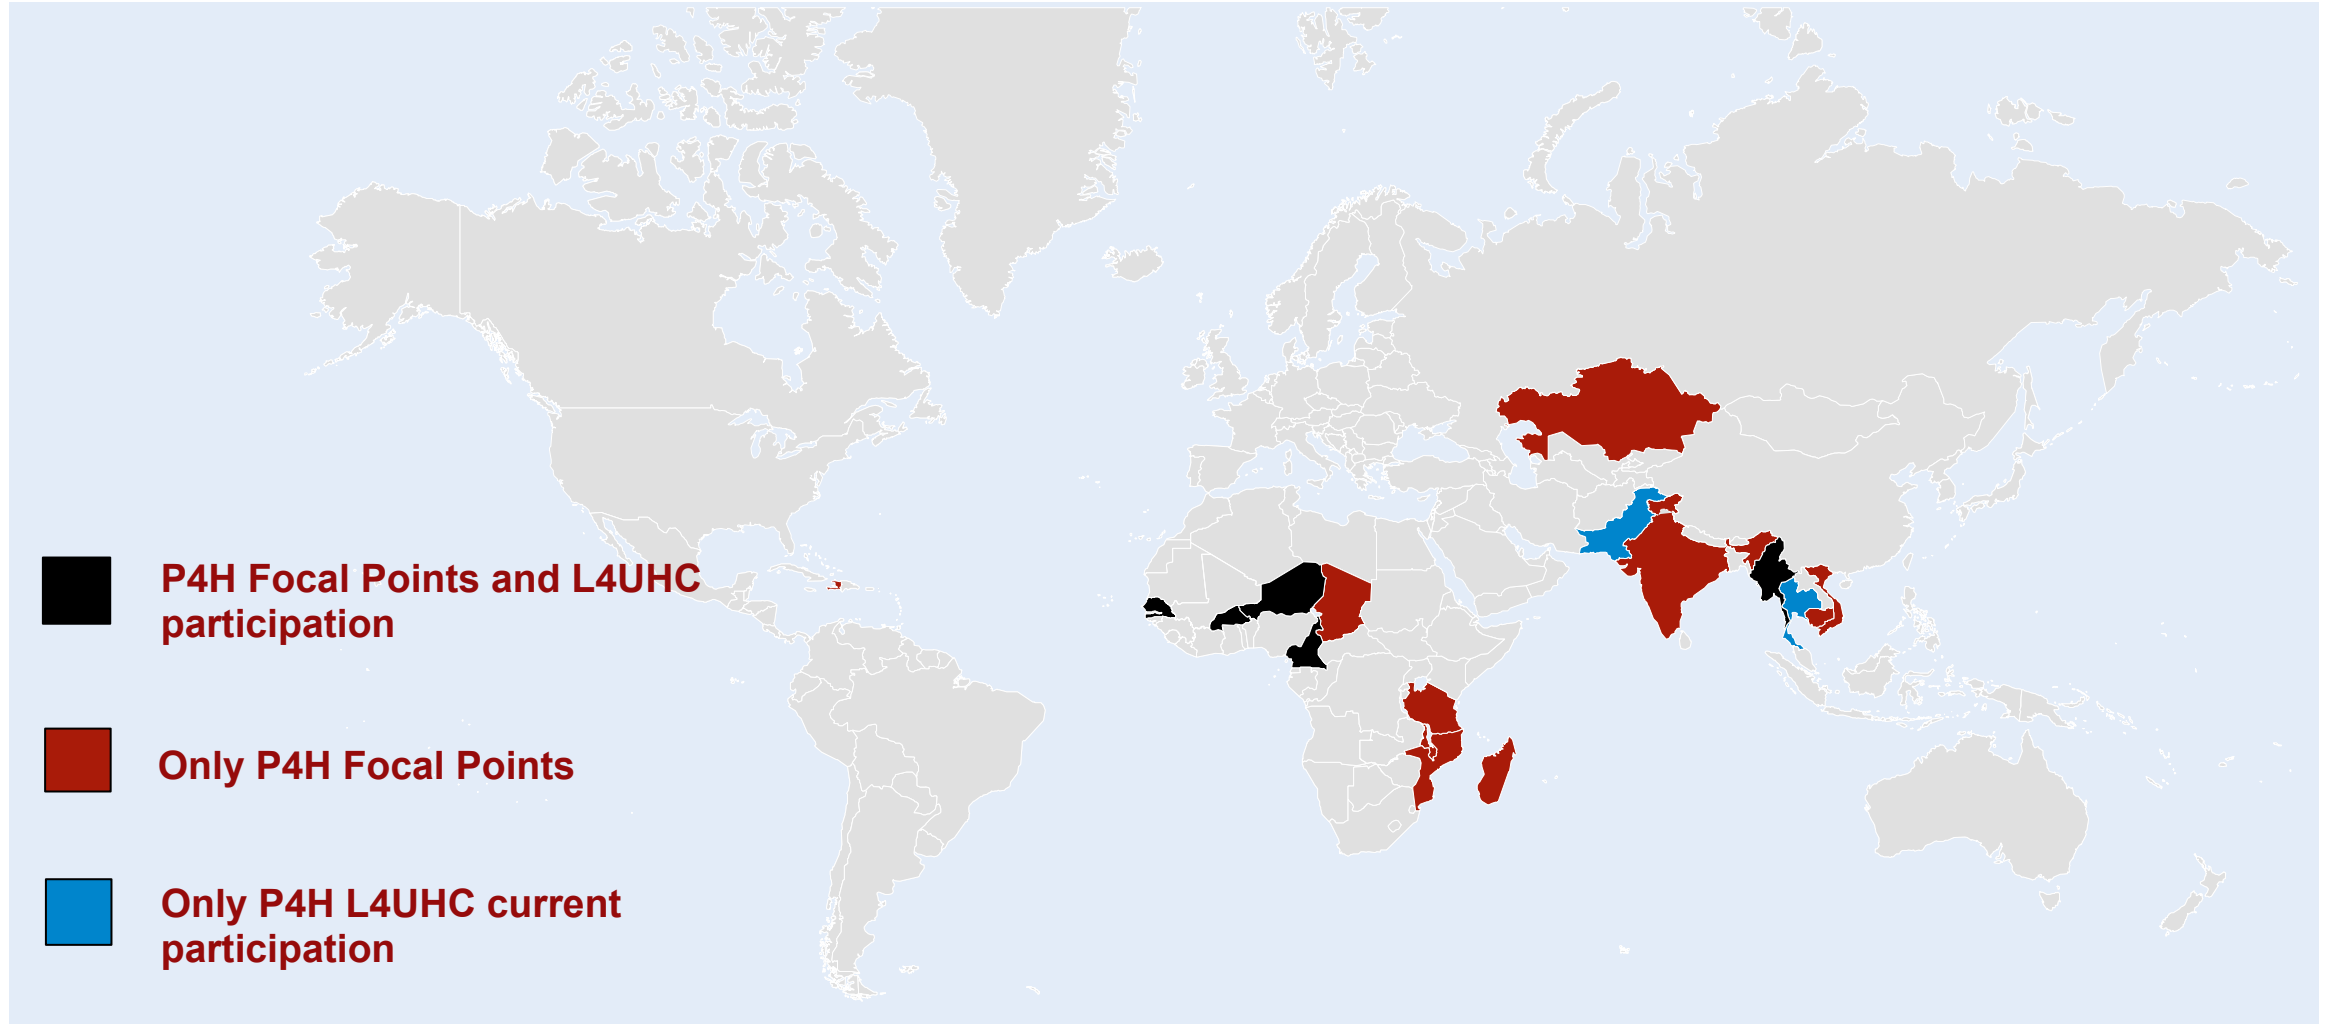 P4H Focal Points and L4UHC
participation
Only P4H Focal Points
Only P4H L4UHC current
participation